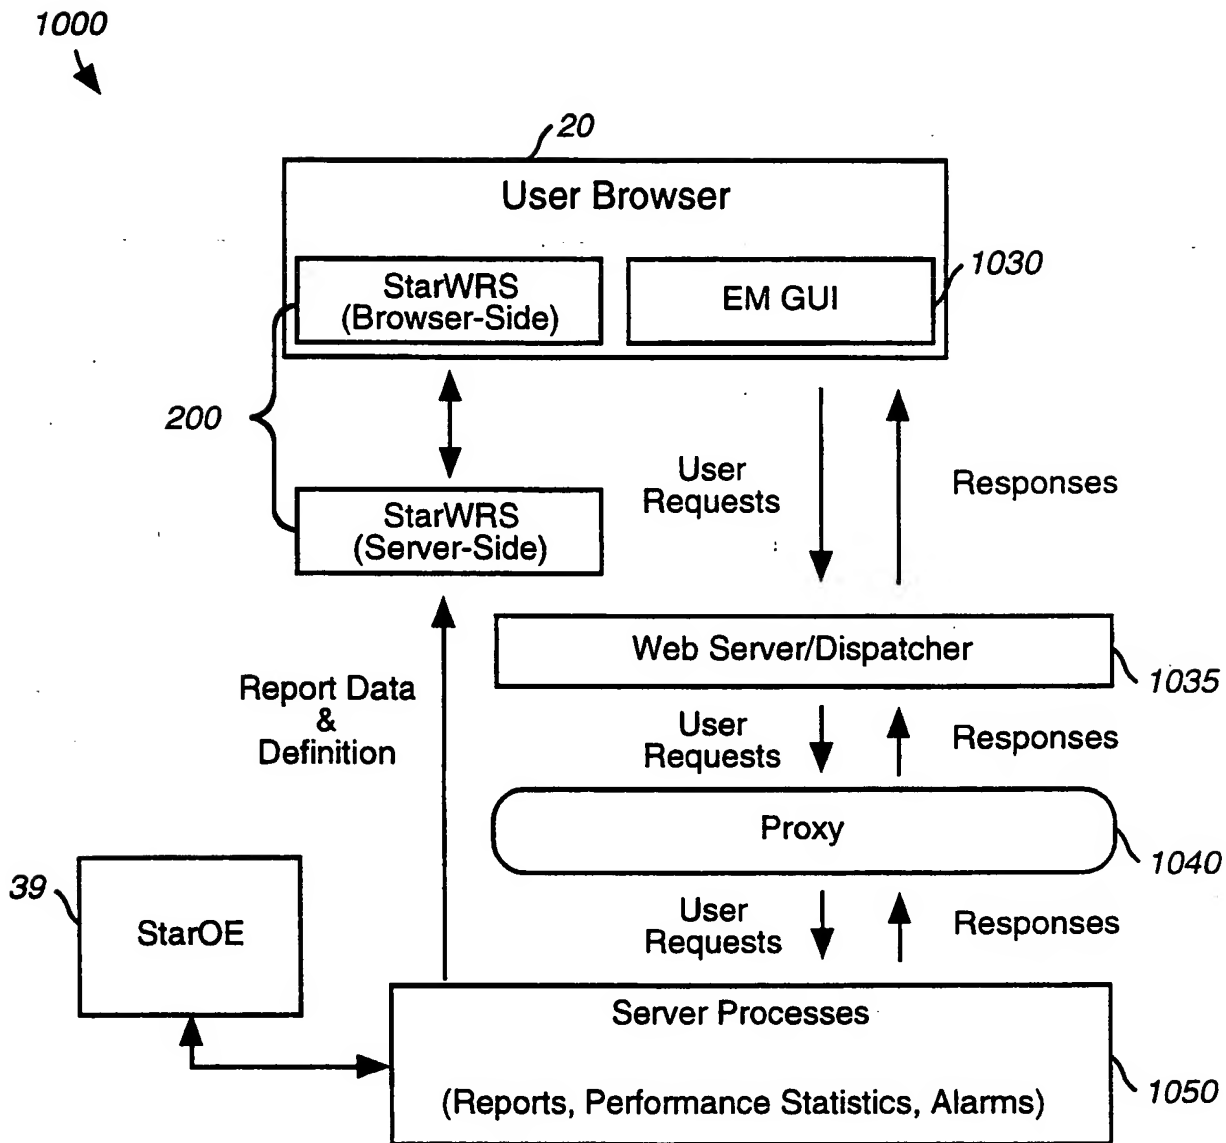 1000
20
User Browser
StarWRS
(Browser-Side)
EM GUI
1030
200
User
Requests
Responses
StarWRS
(Server-Side)
Web Server/Dispatcher
1035
Report Data
&
Definition
User
Requests
Responses
Proxy
1040
39
StarOE
User
Requests
Responses
Server Processes
(Reports, Performance Statistics, Alarms)
1050